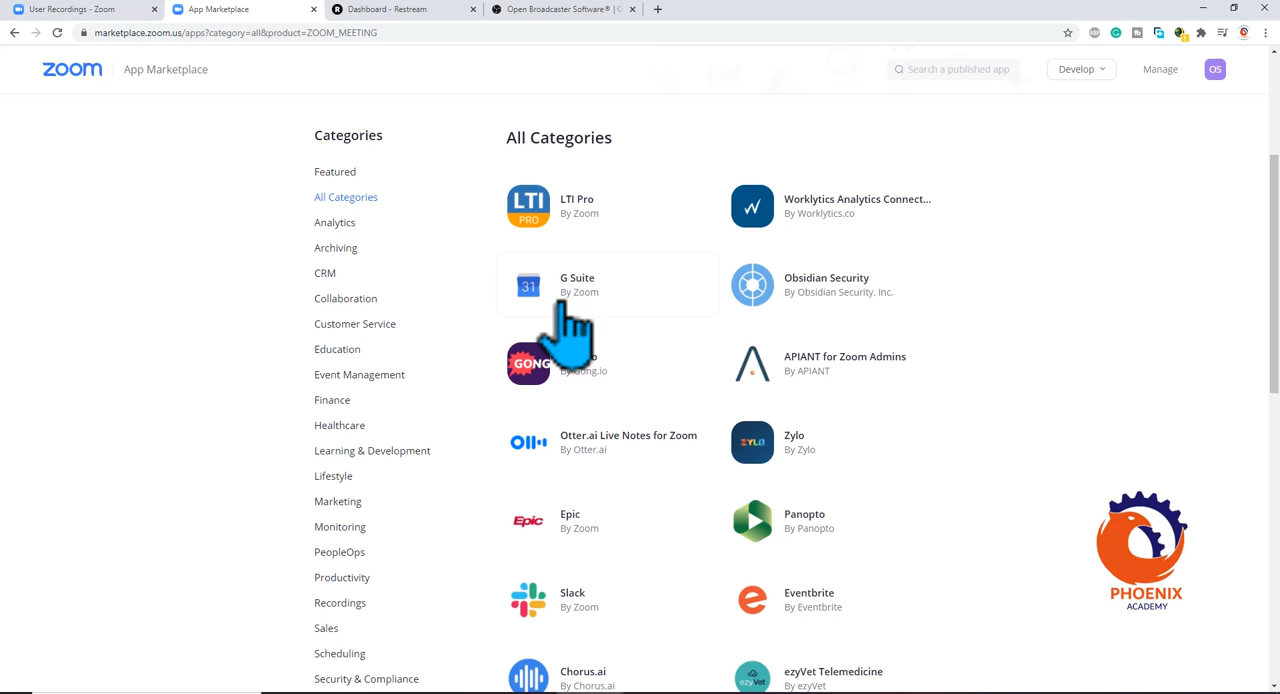 User Recordings - Zoom
App Marketplace
Dashboard - Restream
Open Broadcaster Software® | O
marketplace.zoom.us/apps?category=all&product=ZOOM_MEETING
zoom
App Marketplace
Search a published app
Develop
Manage
OS
Categories
Featured
All Categories
Analytics
Archiving
CRM
Collaboration
Customer Service
Education
Event Management
Finance
Healthcare
Learning & Development
Lifestyle
Marketing
Monitoring
PeopleOps
Productivity
Recordings
Sales
Scheduling
Security & Compliance
All Categories
LTI
PRO
LTI Pro
By Zoom
Worklytics Analytics Connect...
By Worklytics.co
31
G Suite
By Zoom
Obsidian Security
By Obsidian Security, Inc.
GONG
By Gong.io
APIANT for Zoom Admins
By APIANT
Otter.ai Live Notes for Zoom
By Otter.ai
ZYLO
Zylo
By Zylo
Epic
Epic
By Zoom
Panopto
By Panopto
Slack
By Zoom
Eventbrite
By Eventbrite
Chorus.ai
By Chorus.ai
ezyVet
ezyVet Telemedicine
By ezyVet
PHOENIX
ACADEMY